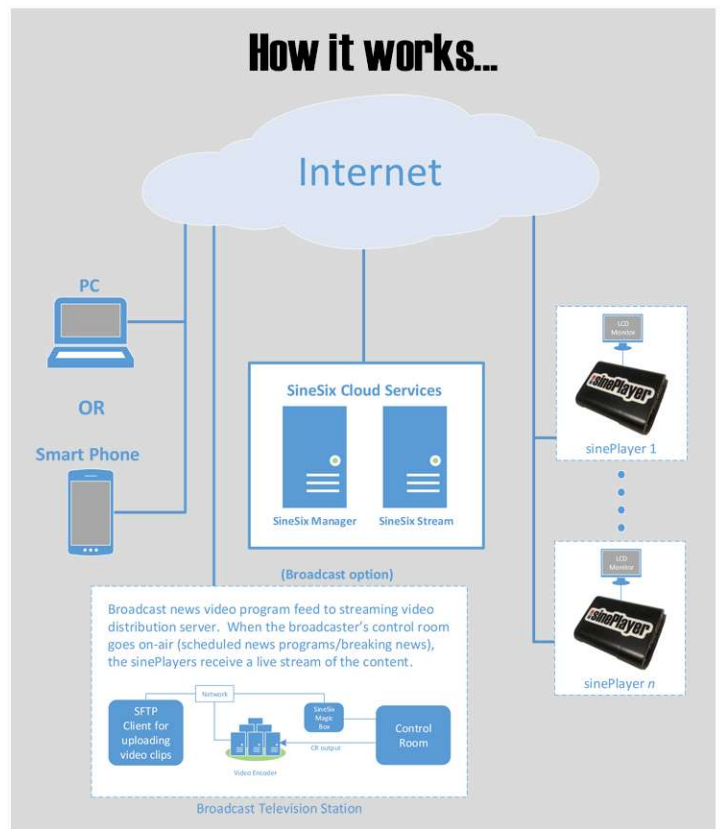 How it works...
Internet
PC
OR
Smart Phone
SineSix Cloud Services
SineSix Manager
SineSix Stream
LCD
Monitor
sinePlayer
sinePlayer 1
LCD
Monitor
sinePlayer
sinePlayer n
(Broadcast option)
Broadcast news video program feed to streaming video
distribution server. When the broadcaster's control room
goes on-air (scheduled news programs/breaking news),
the sinePlayers receive a live stream of the content.
Network
SFTP
Client for
uploading
video clips
SineSix
Magic
Box
Control
Room
CR output
Video Encoder
Broadcast Television Station